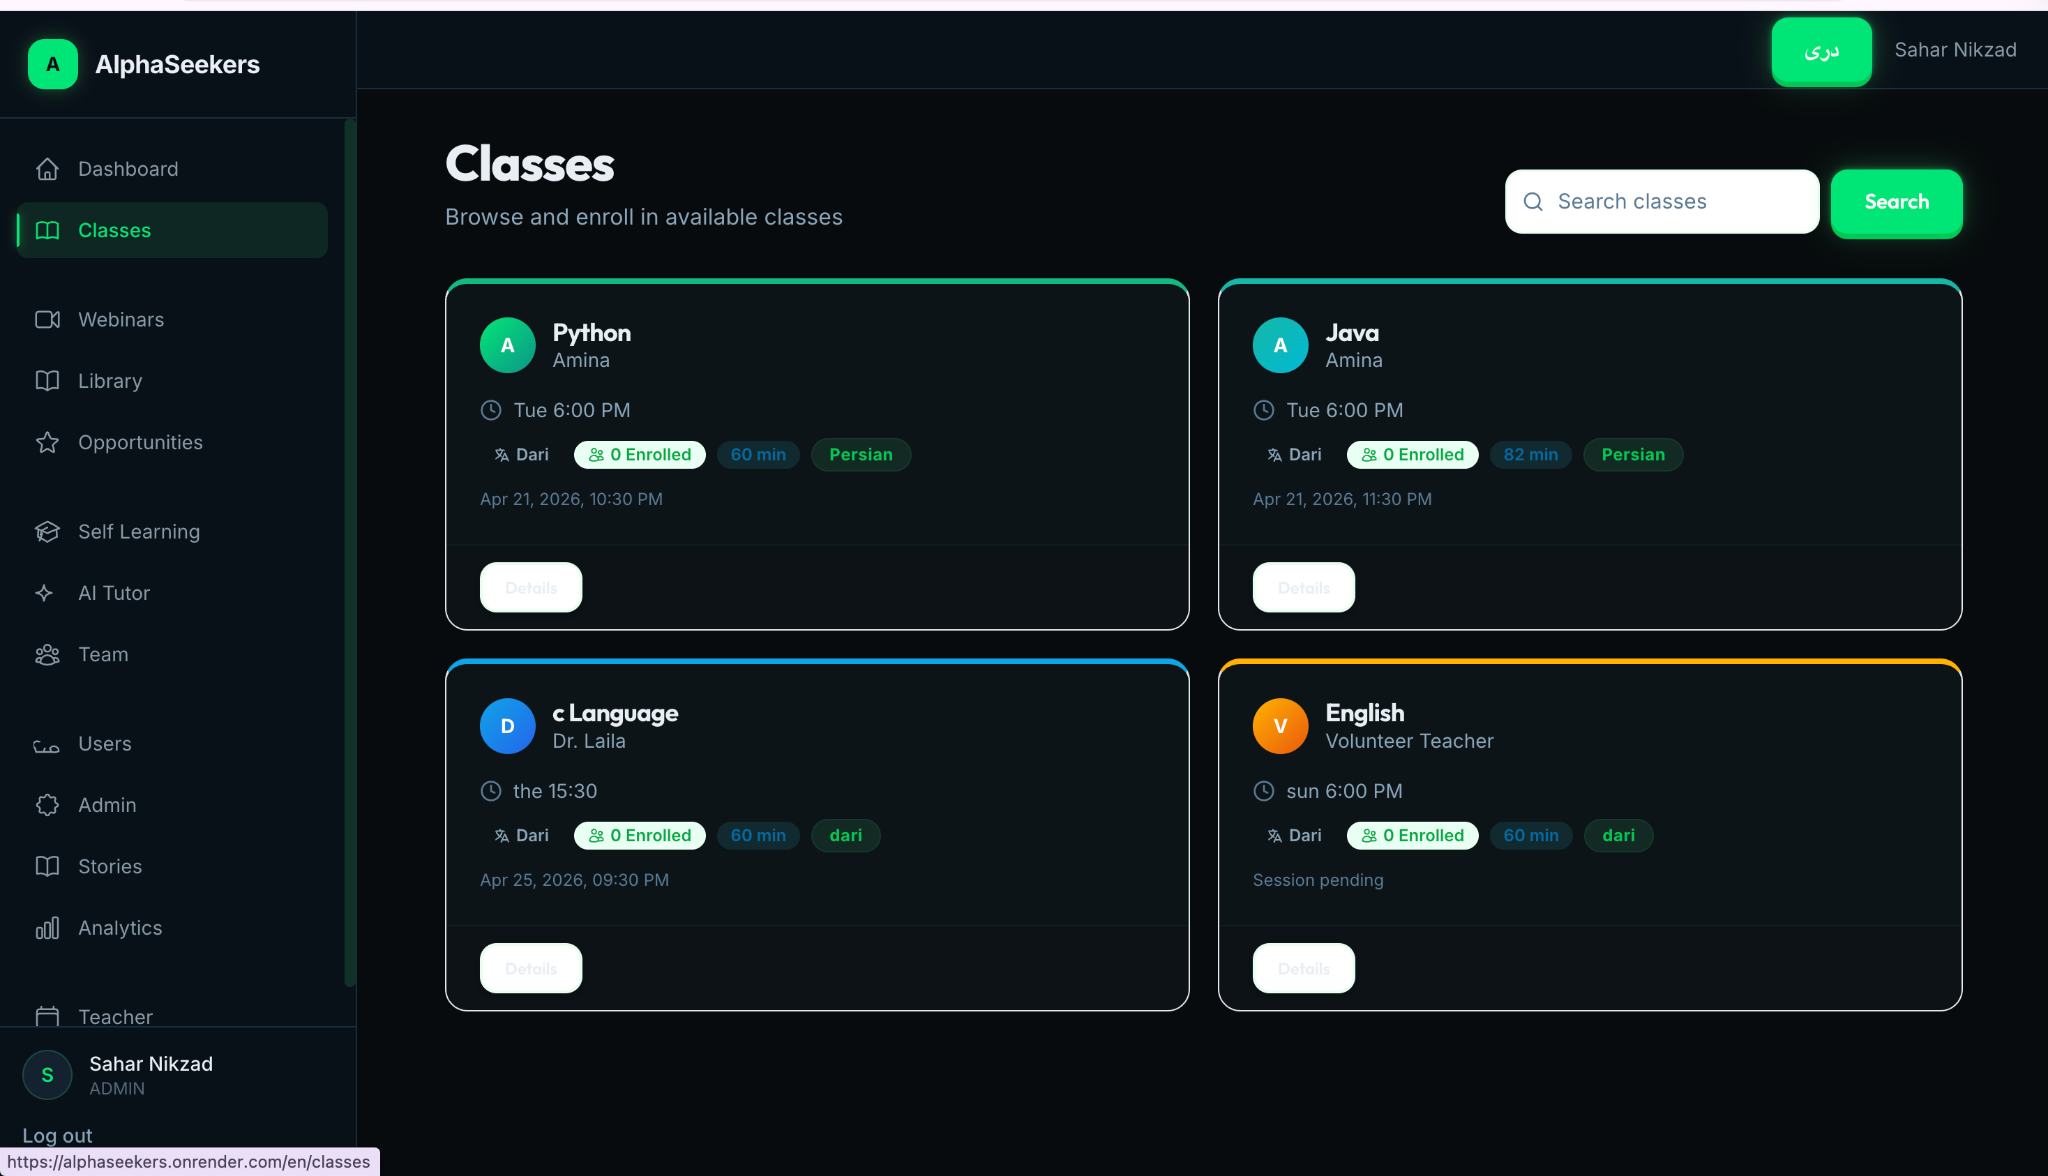 A
AlphaSeekers
دری
Sahar Nikzad
Dashboard
Classes
Webinars
Library
Opportunities
Self Learning
AI Tutor
Team
Users
Admin
Stories
Analytics
Teacher
S
Sahar Nikzad
ADMIN
Log out
https://alphaseekers.onrender.com/en/classes
Classes
Browse and enroll in available classes
Search classes
Search
A
Python
Amina
Tue 6:00 PM
Dari 0 Enrolled 60 min Persian
Apr 21, 2026, 10:30 PM
Details
A
Java
Amina
Tue 6:00 PM
Dari 0 Enrolled 82 min Persian
Apr 21, 2026, 11:30 PM
Details
D
c Language
Dr. Laila
the 15:30
Dari 0 Enrolled 60 min dari
Apr 25, 2026, 09:30 PM
Details
V
English
Volunteer Teacher
sun 6:00 PM
Dari 0 Enrolled 60 min dari
Session pending
Details